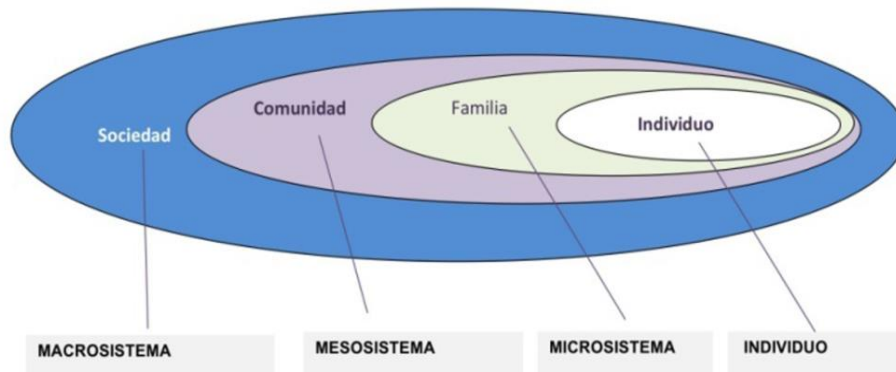 Sociedad
Comunidad
Familia
Individuo
MACROSISTEMA
MESOSISTEMA
MICROSISTEMA
INDIVIDUO